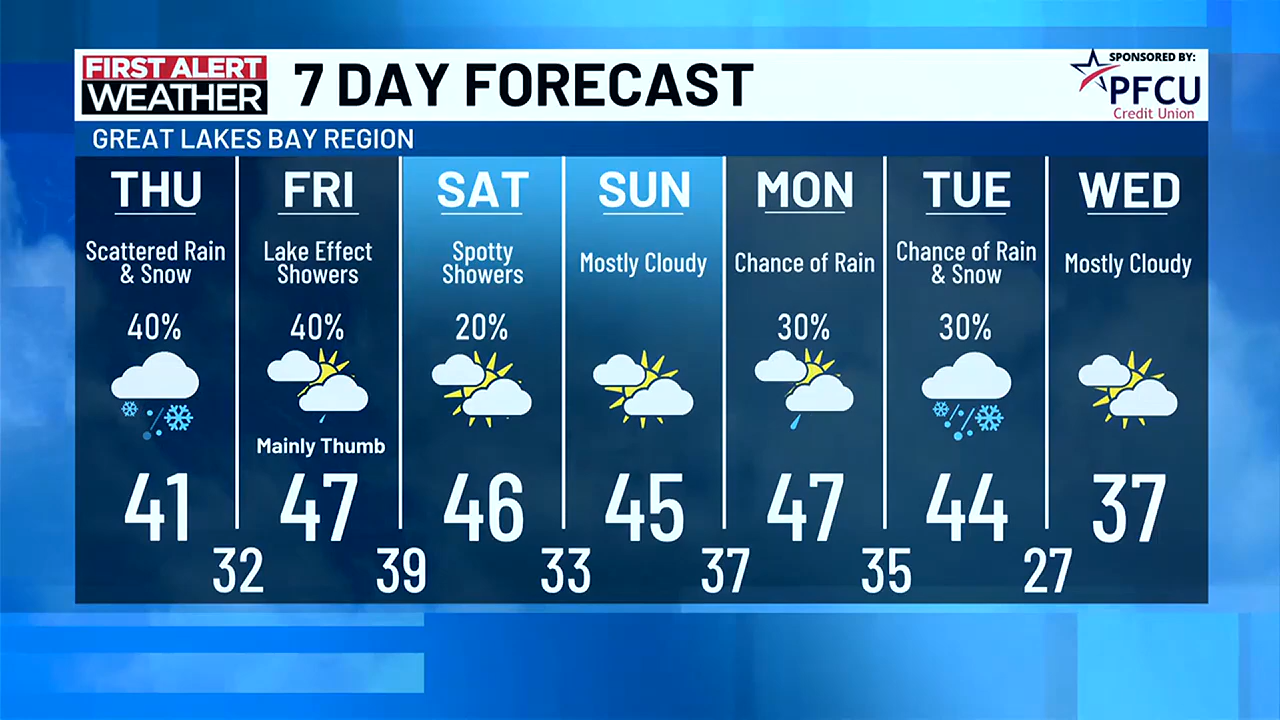 FIRST ALERT
WEATHER
7 DAY FORECAST
SPONSORED BY:
PFCU
Credit Union
GREAT LAKES BAY REGION
THU
Scattered Rain
& Snow
40%
41
32
FRI
Lake Effect
Showers
40%
Mainly Thumb
47
39
SAT
Spotty
Showers
20%
46
33
SUN
Mostly Cloudy
45
37
MON
Chance of Rain
30%
47
35
TUE
Chance of Rain
& Snow
30%
44
27
WED
Mostly Cloudy
37